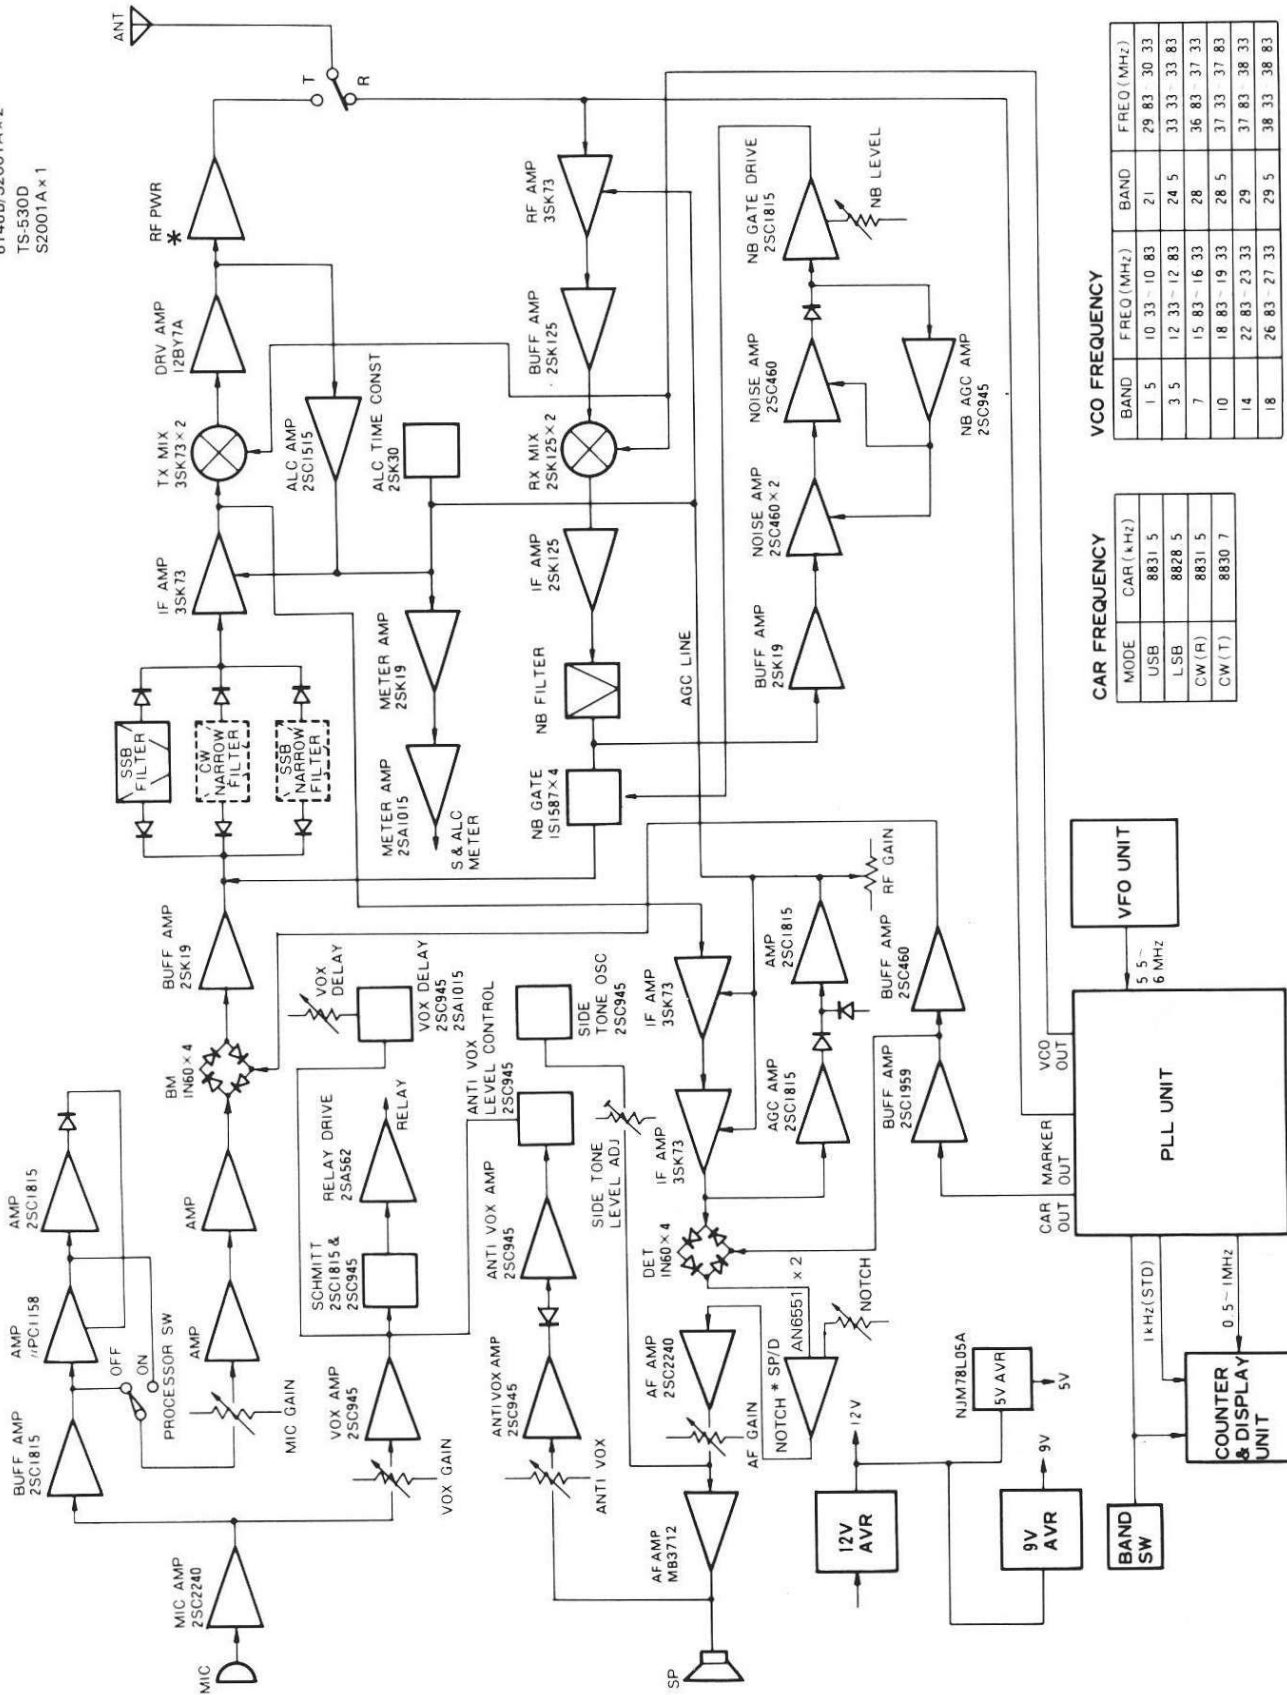 TS-530D
S2001A×1
ANT
T
R
RF PWR
*
DRV AMP
12BY7A
TX MIX
3SK73×2
IF AMP
3SK73
SSB
FILTER
CW
NARROW
FILTER
SSB
NARROW
FILTER
BUFF AMP
2SK19
BM
IN60×4
AMP
2SC1815
AMP
μPC1158
BUFF AMP
2SC1815
OFF
ON
PROCESSOR SW
AMP
AMP
MIC GAIN
MIC AMP
2SC2240
MIC
ALC AMP
2SC1515
ALC TIME CONST
2SK30
METER AMP
2SK19
METER AMP
2SA1015
S & ALC
METER
VOX DELAY
VOX DELAY
2SC945
2SA1015
RELAY DRIVE
2SA562
RELAY
SCHMITT
2SC1815 &
2SC945
VOX AMP
2SC945
VOX GAIN
ANTI VOX
LEVEL CONTROL
2SC945
ANTI VOX AMP
2SC945
ANTI VOX AMP
2SC945
ANTI VOX
RF AMP
3SK73
BUFF AMP
2SK125
RX MIX
2SK125×2
IF AMP
2SK125
NB FILTER
NB GATE
1S1587×4
AGC LINE
SIDE
TONE OSC
2SC945
SIDE TONE
LEVEL ADJ
IF AMP
3SK73
IF AMP
3SK73
DET
IN60×4
AN6551 × 2
NOTCH
NOTCH * SP/D
AF AMP
2SC2240
AF GAIN
AF AMP
MB3712
SP
AMP
2SC1815
AGC AMP
2SC1815
RF GAIN
BUFF AMP
2SC460
BUFF AMP
2SC1959
NB GATE DRIVE
2SC1815
NB LEVEL
NOISE AMP
2SC460
NB AGC AMP
2SC945
NOISE AMP
2SC460×2
BUFF AMP
2SK19
12V
12V
AVR
NJM78L05A
5V AVR
5V
9V
9V
AVR
VFO UNIT
5.5~
6MHz
PLL UNIT
CAR
OUT
MARKER
OUT
VCO
OUT
1kHz(STD)
0.5~1MHz
COUNTER
& DISPLAY
UNIT
BAND
SW
CAR FREQUENCY
MODE CAR(kHz)
USB 8831 5
LSB 8828 5
CW(R) 8831 5
CW(T) 8830 7
VCO FREQUENCY
BAND FREQ(MHz) BAND FREQ(MHz)
1 5 10 33~10 83 21 29 83~30 33
3 5 12 33~12 83 24 5 33 33~33 83
7 15 83~16 33 28 36 83~37 33
10 18 83~19 33 28 5 37 33~37 83
14 22 83~23 33 29 37 83~38 33
18 26 83~27 33 29 5 38 33~38 83